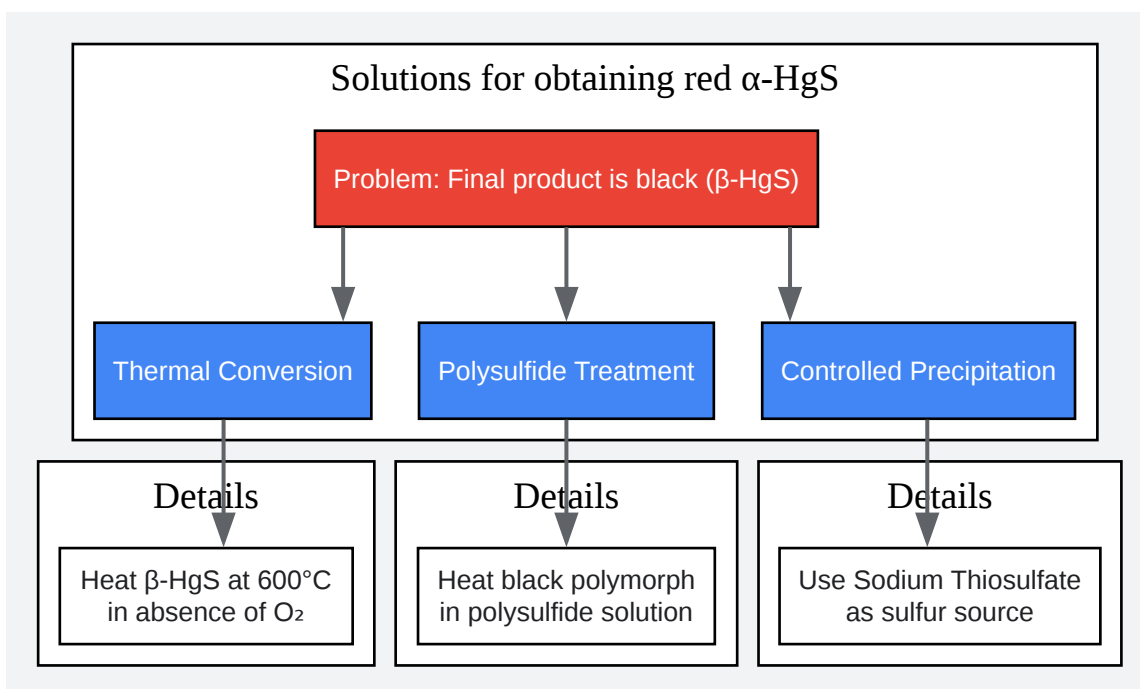 Solutions for obtaining red α-HgS
Problem: Final product is black (β-HgS)
Thermal Conversion
Polysulfide Treatment
Controlled Precipitation
Details
Heat β-HgS at 600°C
in absence of O₂
Details
Heat black polymorph
in polysulfide solution
Details
Use Sodium Thiosulfate
as sulfur source